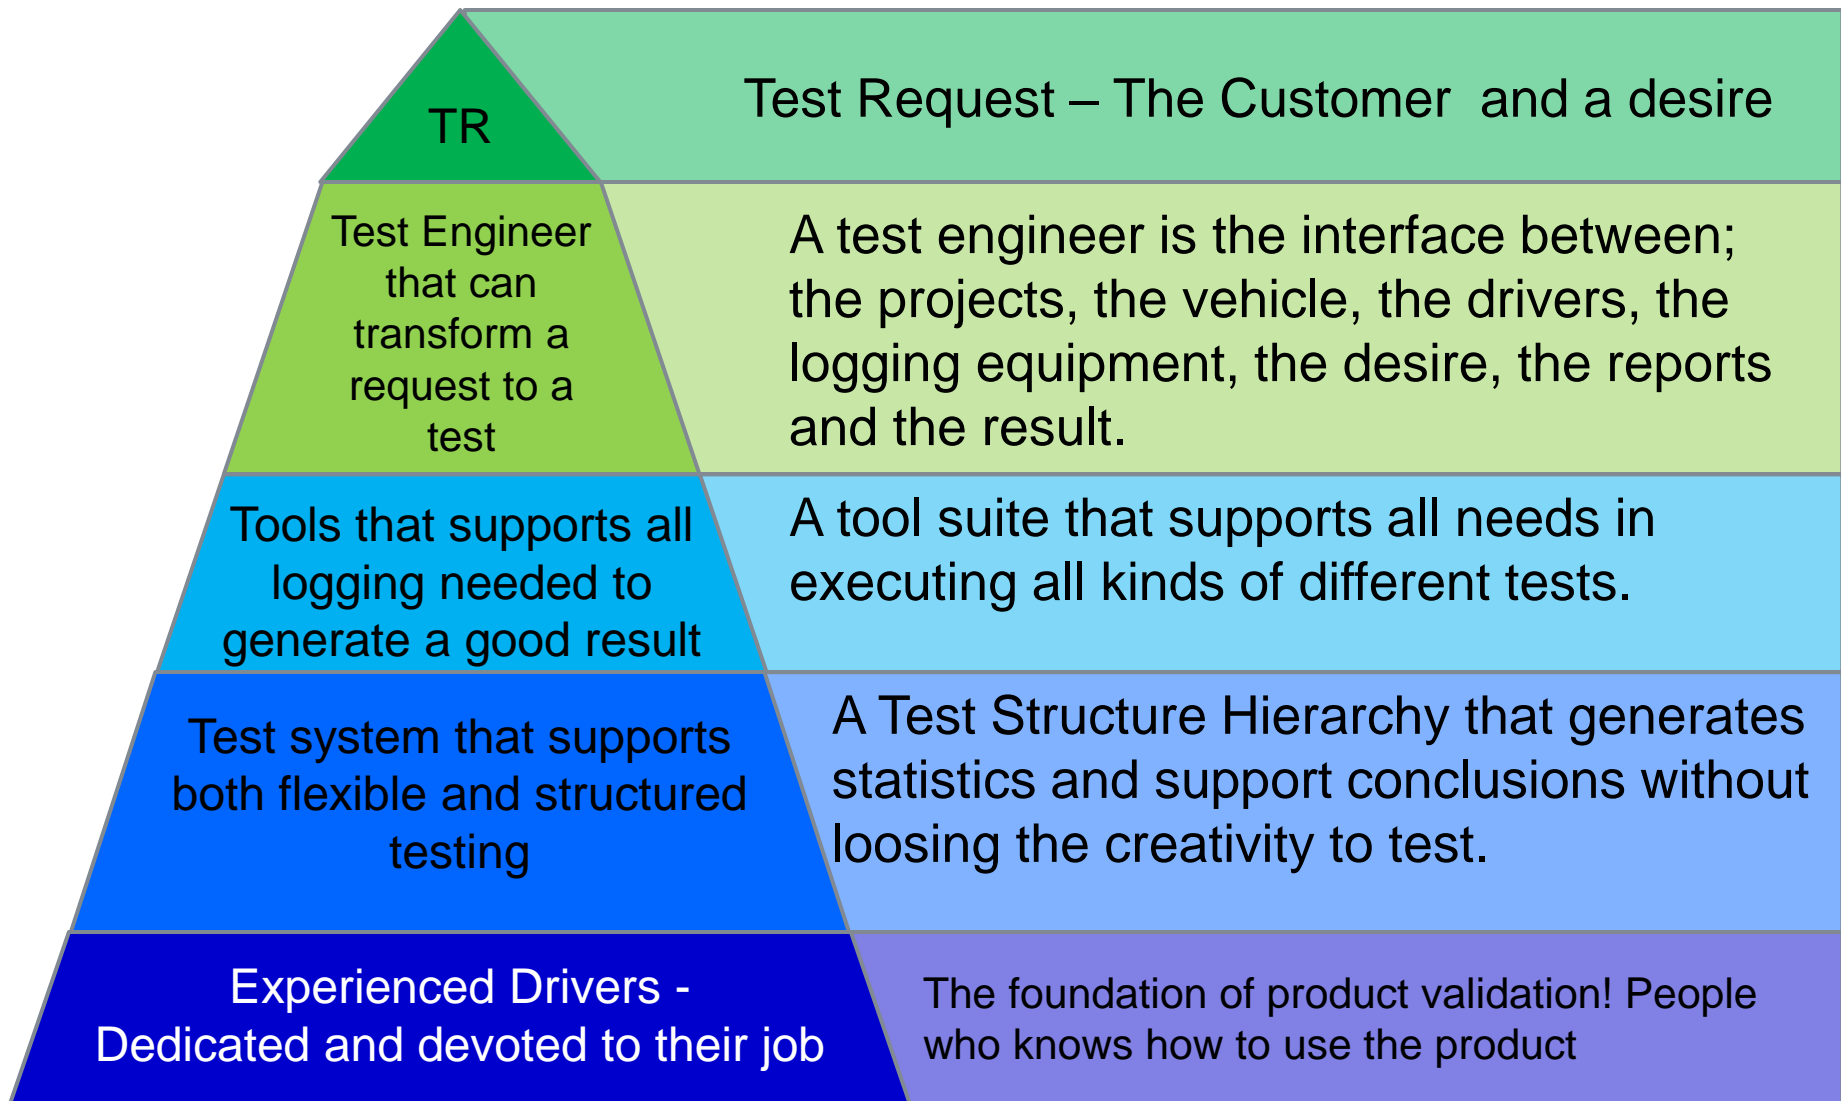 TR
Test Request – The Customer and a desire
Test Engineer
that can
transform a
request to a
test
A test engineer is the interface between;
the projects, the vehicle, the drivers, the
logging equipment, the desire, the reports
and the result.
Tools that supports all
logging needed to
generate a good result
A tool suite that supports all needs in
executing all kinds of different tests.
Test system that supports
both flexible and structured
testing
A Test Structure Hierarchy that generates
statistics and support conclusions without
loosing the creativity to test.
Experienced Drivers -
Dedicated and devoted to their job
The foundation of product validation! People
who knows how to use the product